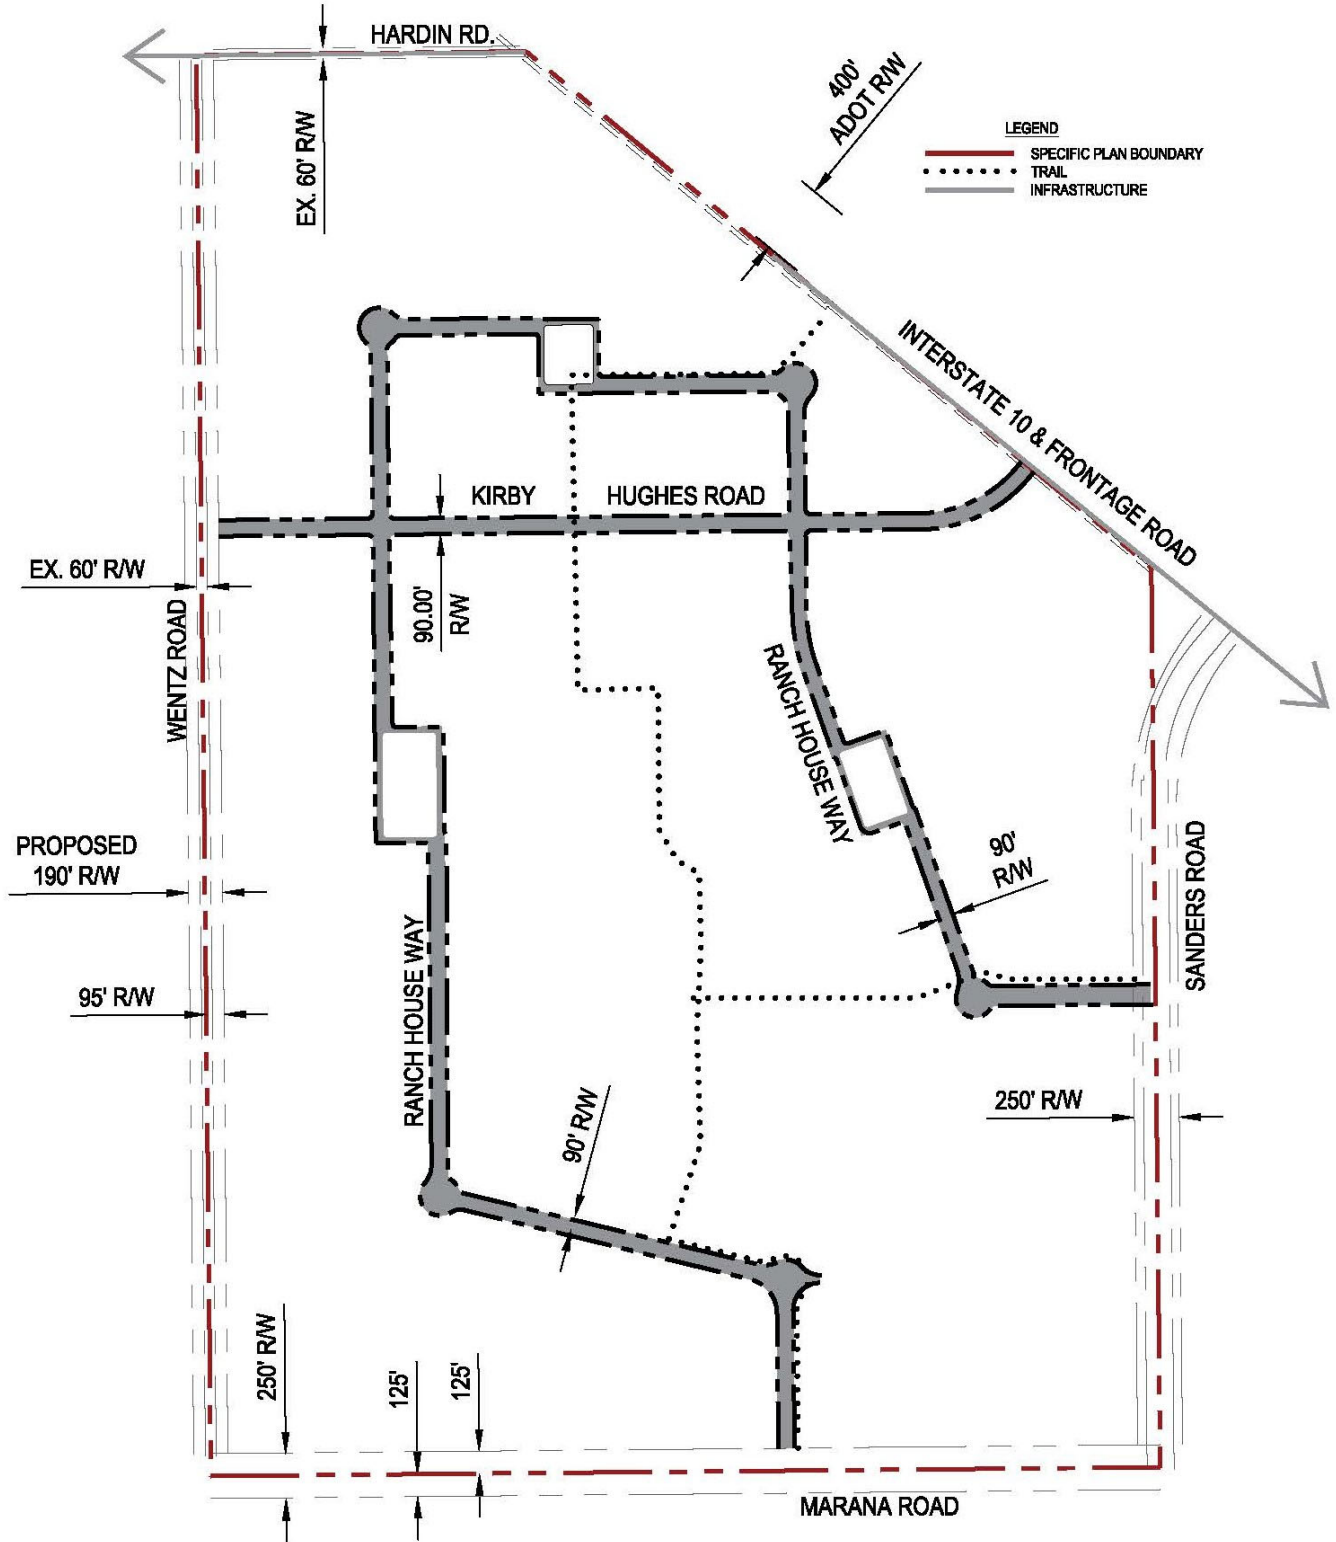 HARDIN RD.
400'
ADOT R/W
LEGEND
SPECIFIC PLAN BOUNDARY
TRAIL
INFRASTRUCTURE
EX. 60' R/W
INTERSTATE 10 & FRONTAGE ROAD
KIRBY HUGHES ROAD
EX. 60' R/W
90.00'
R/W
WENTZ ROAD
RANCH HOUSE WAY
PROPOSED
190' R/W
90'
R/W
SANDERS ROAD
95' R/W
RANCH HOUSE WAY
250' R/W
90' R/W
250' R/W
125'
125'
MARANA ROAD